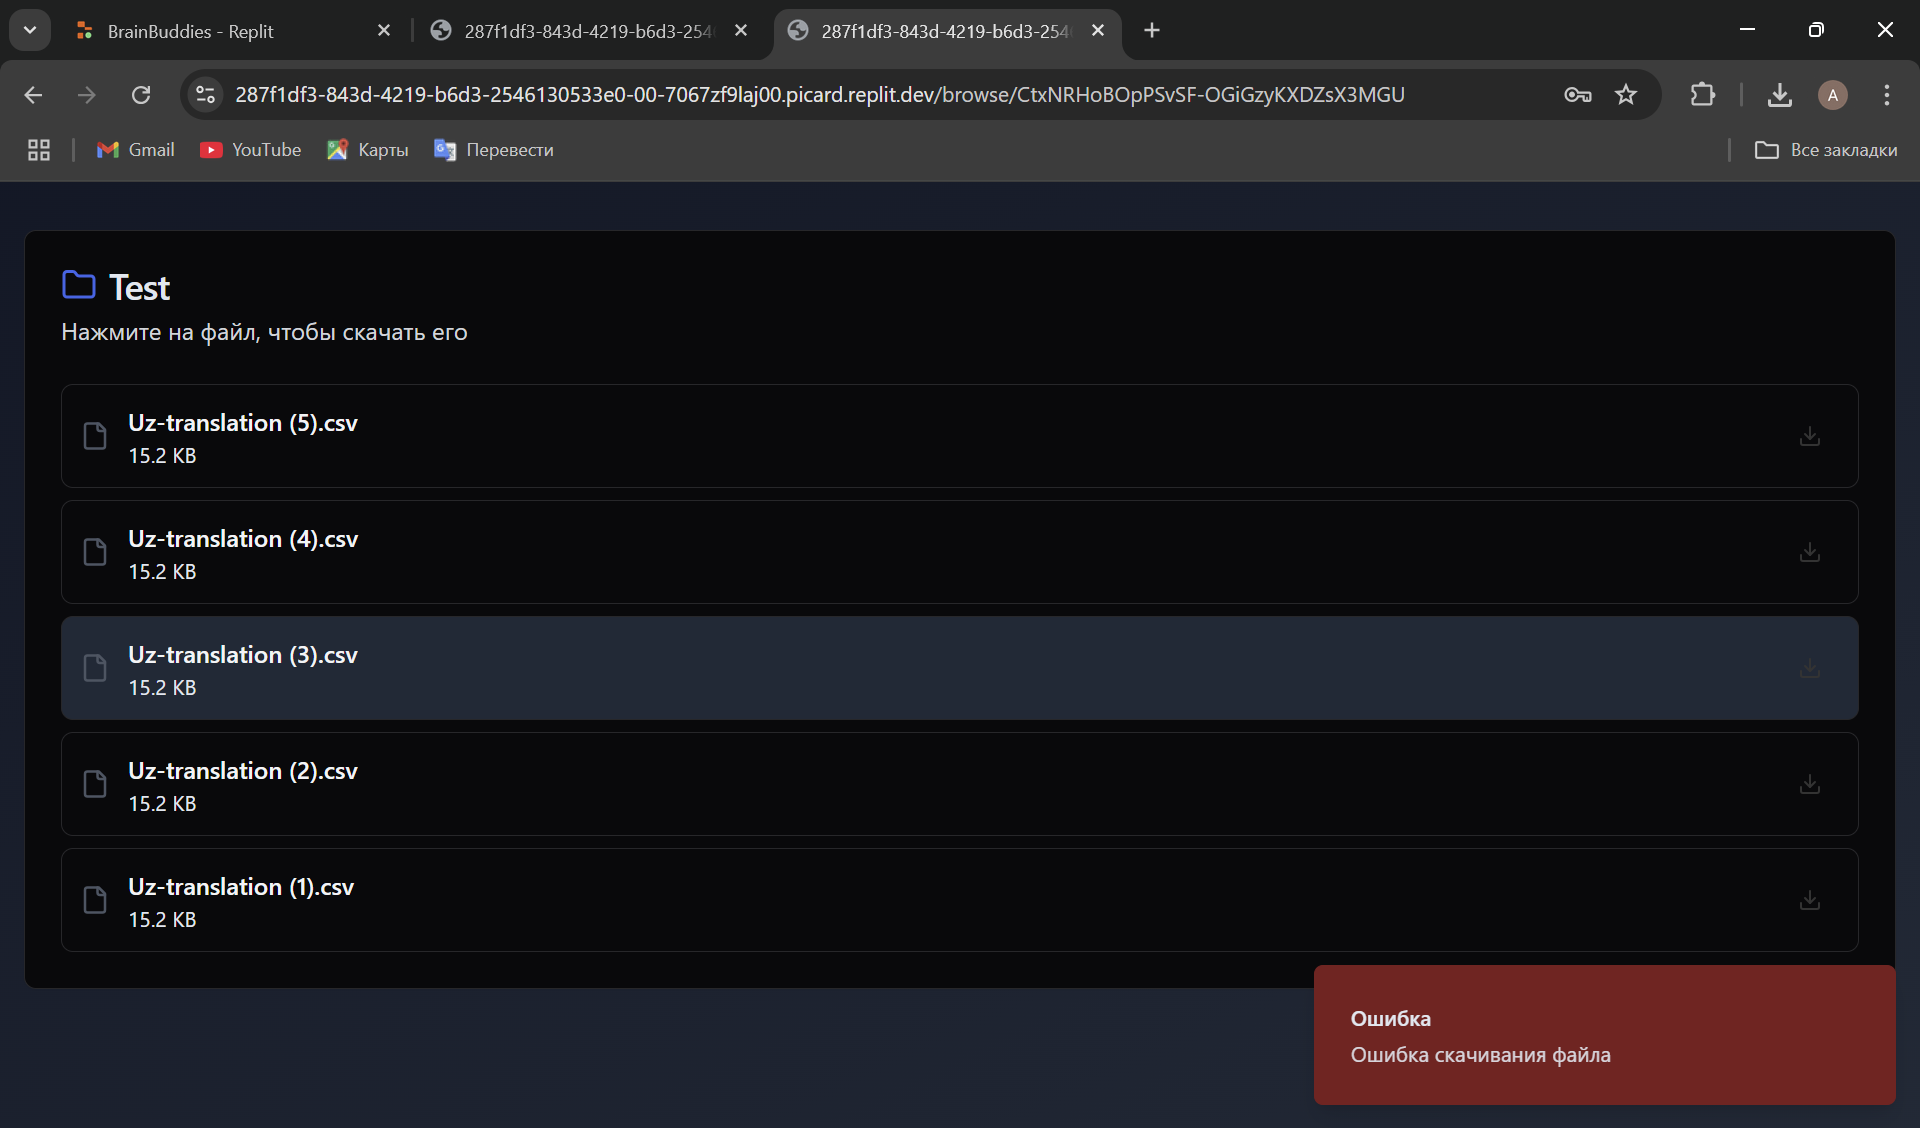 BrainBuddies - Replit
287f1df3-843d-4219-b6d3-254
287f1df3-843d-4219-b6d3-254
287f1df3-843d-4219-b6d3-2546130533e0-00-7067zf9laj00.picard.replit.dev/browse/CtxNRHoBOpPSvSF-OGiGzyKXDZsX3MGU
A
Gmail
YouTube
Карты
Перевести
Все закладки
Test
Нажмите на файл, чтобы скачать его
Uz-translation (5).csv
15.2 KB
Uz-translation (4).csv
15.2 KB
Uz-translation (3).csv
15.2 KB
Uz-translation (2).csv
15.2 KB
Uz-translation (1).csv
15.2 KB
Ошибка
Ошибка скачивания файла